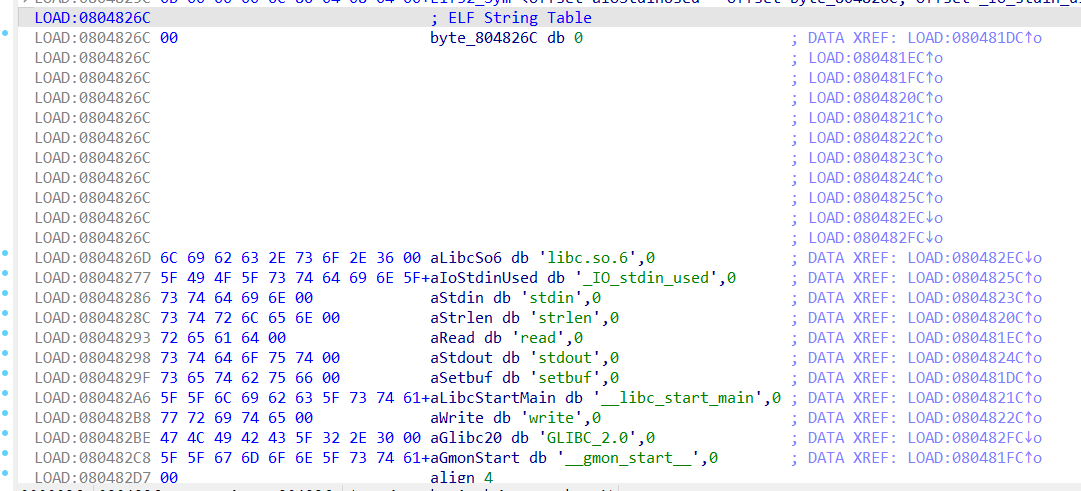 LOAD:0804826C ; ELF String Table
LOAD:0804826C 00 byte_804826C db 0 ; DATA XREF: LOAD:080481DC↑o
LOAD:0804826C ; LOAD:080481EC↑o
LOAD:0804826C ; LOAD:080481FC↑o
LOAD:0804826C ; LOAD:0804820C↑o
LOAD:0804826C ; LOAD:0804821C↑o
LOAD:0804826C ; LOAD:0804822C↑o
LOAD:0804826C ; LOAD:0804823C↑o
LOAD:0804826C ; LOAD:0804824C↑o
LOAD:0804826C ; LOAD:0804825C↑o
LOAD:0804826C ; LOAD:080482EC↓o
LOAD:0804826C ; LOAD:080482FC↓o
LOAD:0804826D 6C 69 62 63 2E 73 6F 2E 36 00 aLibcSo6 db 'libc.so.6',0 ; DATA XREF: LOAD:080482EC↓o
LOAD:08048277 5F 49 4F 5F 73 74 64 69 6E 5F+aIoStdinUsed db '_IO_stdin_used',0 ; DATA XREF: LOAD:0804825C↑o
LOAD:08048286 73 74 64 69 6E 00 aStdin db 'stdin',0 ; DATA XREF: LOAD:0804823C↑o
LOAD:0804828C 73 74 72 6C 65 6E 00 aStrlen db 'strlen',0 ; DATA XREF: LOAD:0804820C↑o
LOAD:08048293 72 65 61 64 00 aRead db 'read',0 ; DATA XREF: LOAD:080481EC↑o
LOAD:08048298 73 74 64 6F 75 74 00 aStdout db 'stdout',0 ; DATA XREF: LOAD:0804824C↑o
LOAD:0804829F 73 65 74 62 75 66 00 aSetbuf db 'setbuf',0 ; DATA XREF: LOAD:080481DC↑o
LOAD:080482A6 5F 5F 6C 69 62 63 5F 73 74 61+aLibcStartMain db '__libc_start_main',0 ; DATA XREF: LOAD:0804821C↑o
LOAD:080482B8 77 72 69 74 65 00 aWrite db 'write',0 ; DATA XREF: LOAD:0804822C↑o
LOAD:080482BE 47 4C 49 42 43 5F 32 2E 30 00 aGlibc20 db 'GLIBC_2.0',0 ; DATA XREF: LOAD:080482FC↓o
LOAD:080482C8 5F 5F 67 6D 6F 6E 5F 73 74 61+aGmonStart db '__gmon_start__',0 ; DATA XREF: LOAD:080481FC↑o
LOAD:080482D7 00 align 4